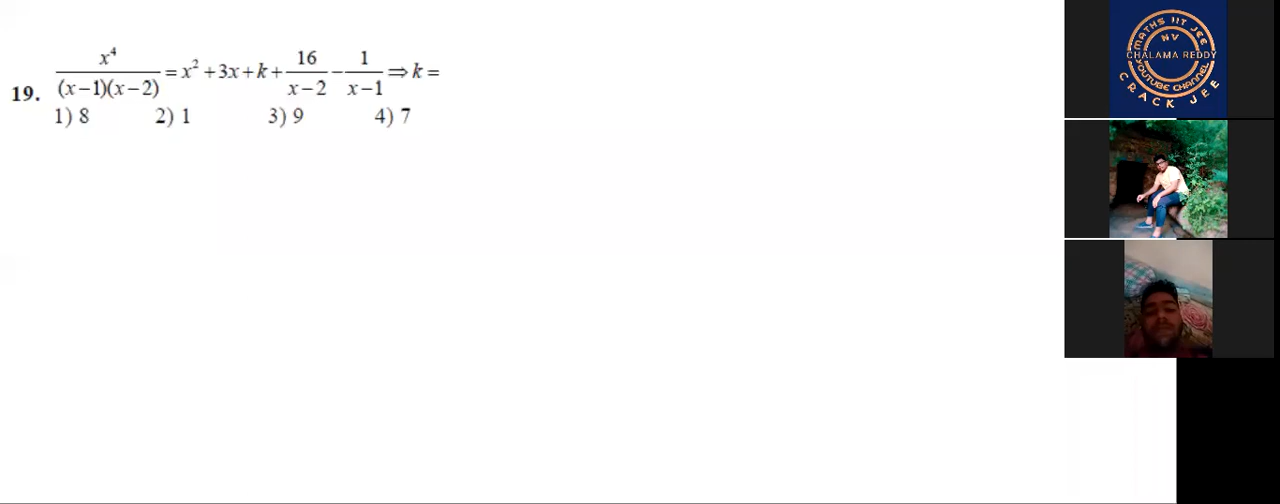 19. x⁴/((x−1)(x−2)) = x² + 3x + k + 16/(x−2) − 1/(x−1) ⇒ k =
1) 8 2) 1 3) 9 4) 7
MATHS IIT JEE
NV
CHALAMA REDDY
YOUTUBE CHANNEL
CRACK JEE